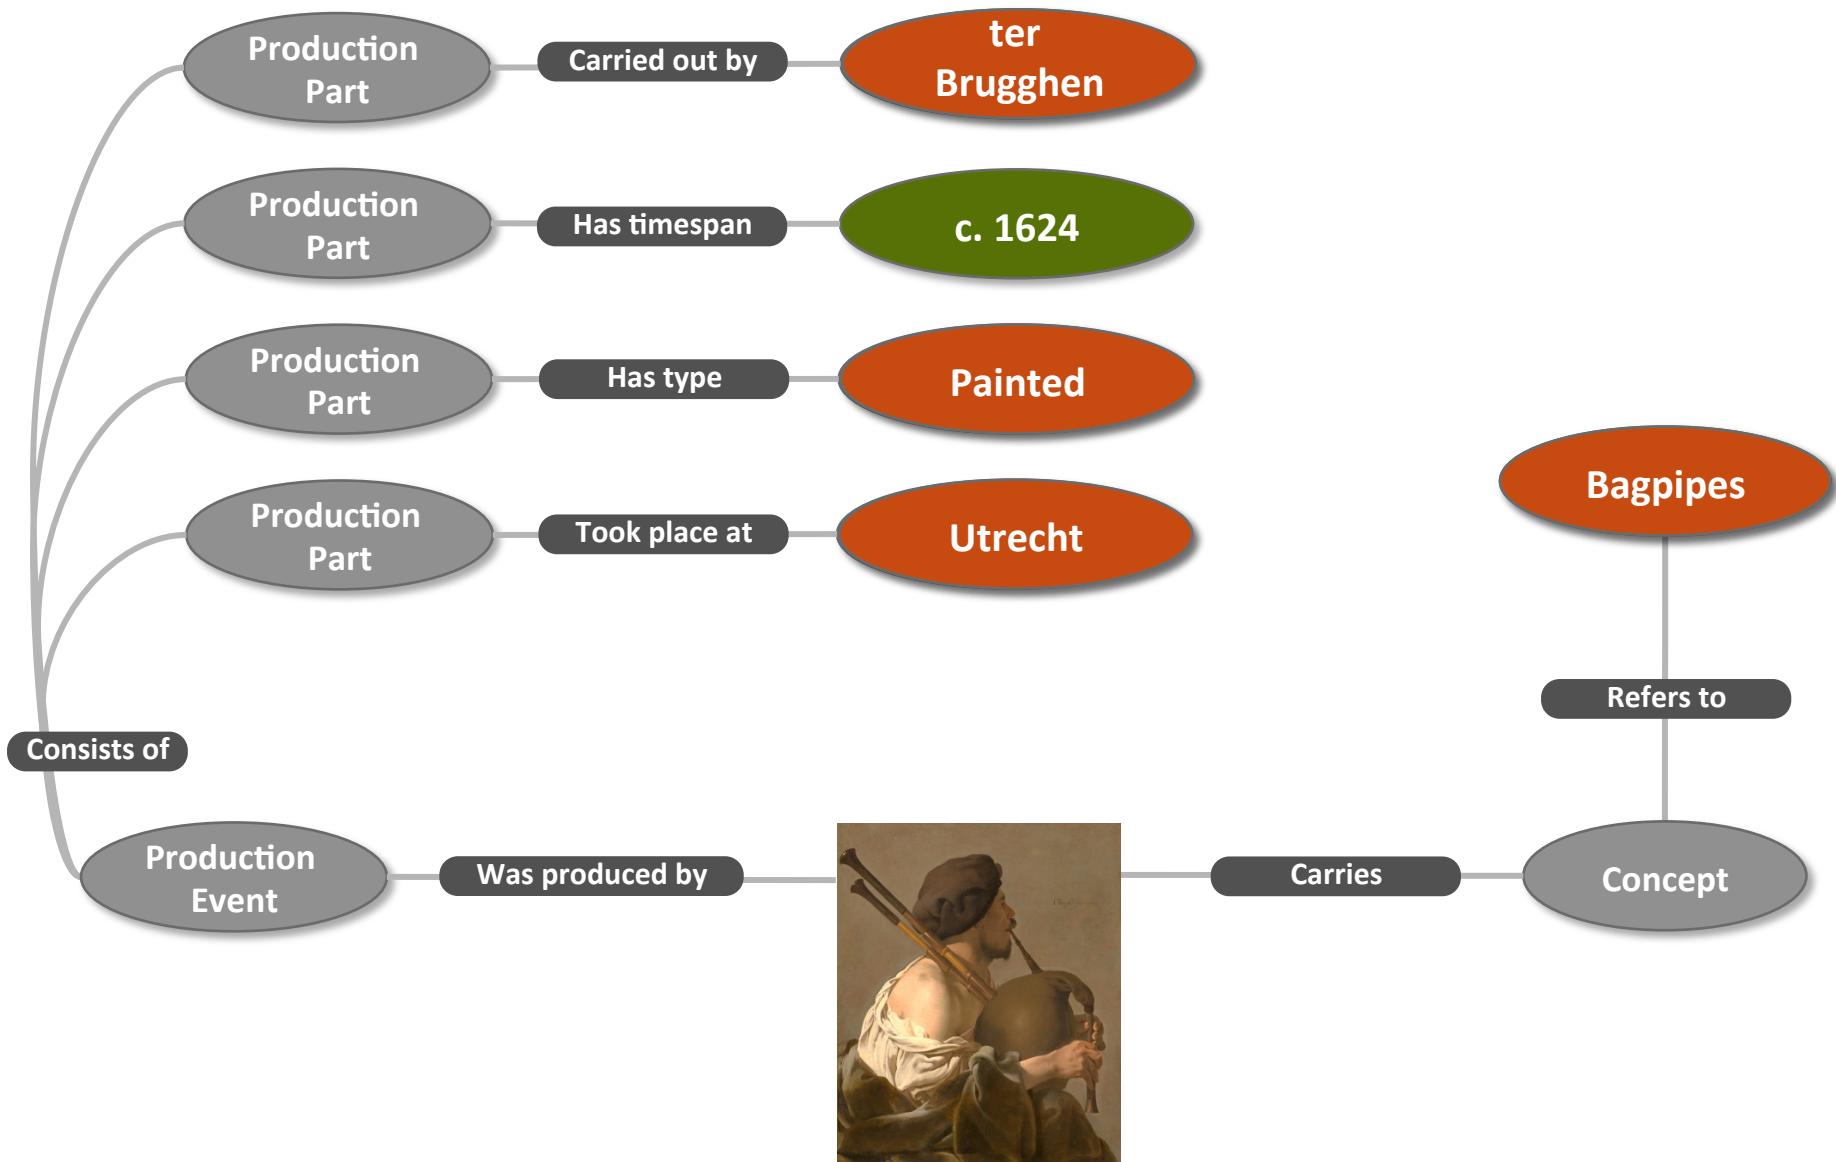 Production
Part
Carried out by
ter
Brugghen
Production
Part
Has timespan
c. 1624
Production
Part
Has type
Painted
Production
Part
Took place at
Utrecht
Bagpipes
Refers to
Consists of
Production
Event
Was produced by
Carries
Concept